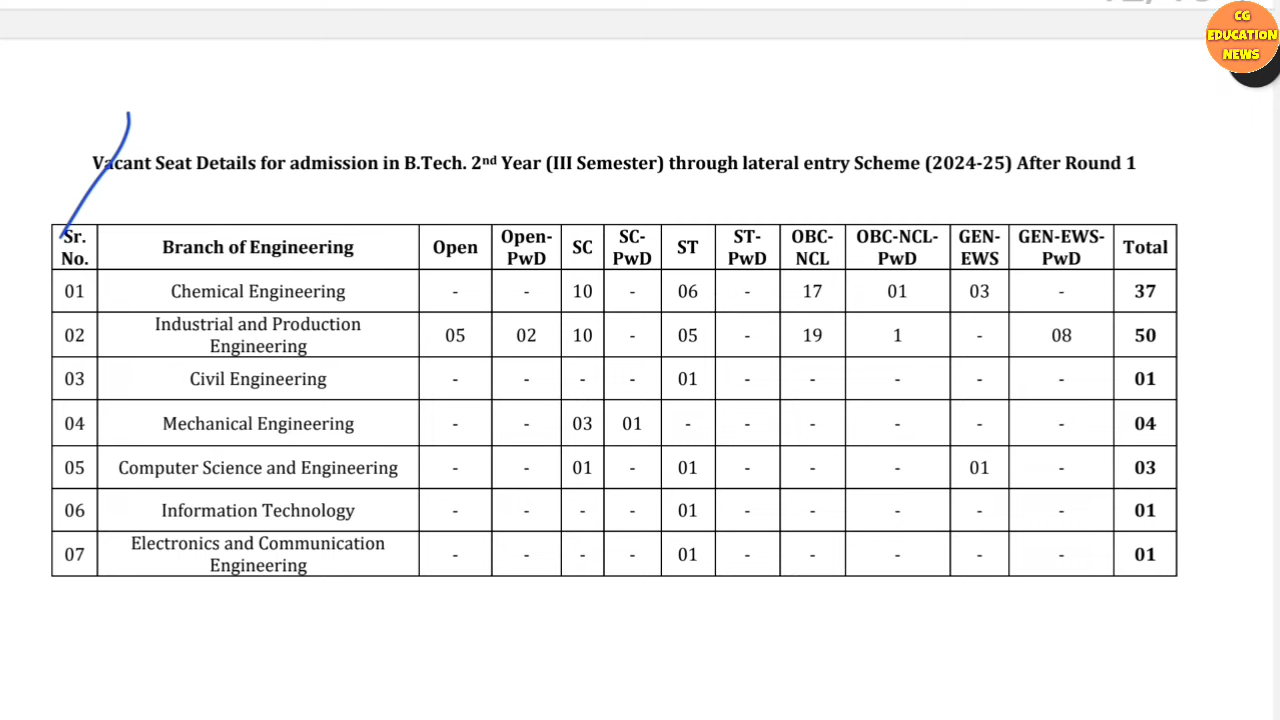 CG
EDUCATION
NEWS
Vacant Seat Details for admission in B.Tech. 2nd Year (III Semester) through lateral entry Scheme (2024-25) After Round 1
Sr. No. Branch of Engineering Open Open-PwD SC SC-PwD ST ST-PwD OBC-NCL OBC-NCL-PwD GEN-EWS GEN-EWS-PwD Total
01 Chemical Engineering - - 10 - 06 - 17 01 03 - 37
02 Industrial and Production Engineering 05 02 10 - 05 - 19 1 - 08 50
03 Civil Engineering - - - - 01 - - - - - 01
04 Mechanical Engineering - - 03 01 - - - - - - 04
05 Computer Science and Engineering - - 01 - 01 - - - 01 - 03
06 Information Technology - - - - 01 - - - - - 01
07 Electronics and Communication Engineering - - - - 01 - - - - - 01